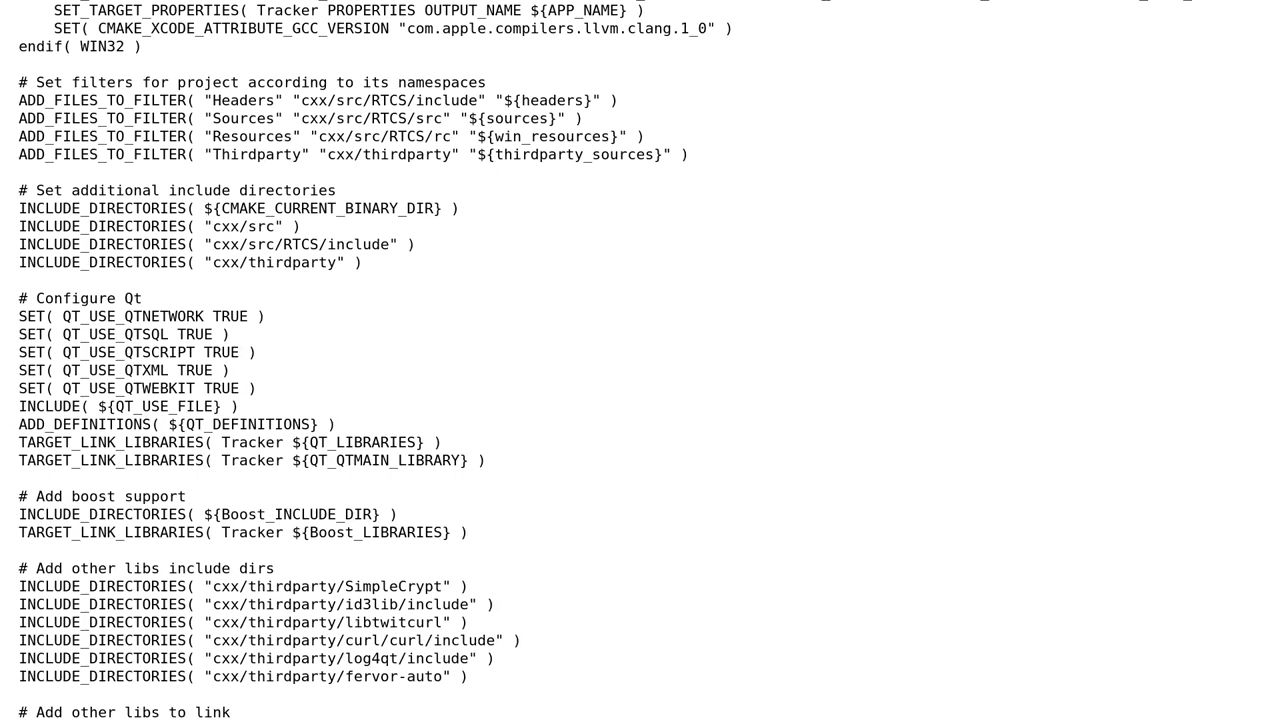 SET_TARGET_PROPERTIES( Tracker PROPERTIES OUTPUT_NAME ${APP_NAME} )
    SET( CMAKE_XCODE_ATTRIBUTE_GCC_VERSION "com.apple.compilers.llvm.clang.1_0" )
endif( WIN32 )

# Set filters for project according to its namespaces
ADD_FILES_TO_FILTER( "Headers" "cxx/src/RTCS/include" "${headers}" )
ADD_FILES_TO_FILTER( "Sources" "cxx/src/RTCS/src" "${sources}" )
ADD_FILES_TO_FILTER( "Resources" "cxx/src/RTCS/rc" "${win_resources}" )
ADD_FILES_TO_FILTER( "Thirdparty" "cxx/thirdparty" "${thirdparty_sources}" )

# Set additional include directories
INCLUDE_DIRECTORIES( ${CMAKE_CURRENT_BINARY_DIR} )
INCLUDE_DIRECTORIES( "cxx/src" )
INCLUDE_DIRECTORIES( "cxx/src/RTCS/include" )
INCLUDE_DIRECTORIES( "cxx/thirdparty" )

# Configure Qt
SET( QT_USE_QTNETWORK TRUE )
SET( QT_USE_QTSQL TRUE )
SET( QT_USE_QTSCRIPT TRUE )
SET( QT_USE_QTXML TRUE )
SET( QT_USE_QTWEBKIT TRUE )
INCLUDE( ${QT_USE_FILE} )
ADD_DEFINITIONS( ${QT_DEFINITIONS} )
TARGET_LINK_LIBRARIES( Tracker ${QT_LIBRARIES} )
TARGET_LINK_LIBRARIES( Tracker ${QT_QTMAIN_LIBRARY} )

# Add boost support
INCLUDE_DIRECTORIES( ${Boost_INCLUDE_DIR} )
TARGET_LINK_LIBRARIES( Tracker ${Boost_LIBRARIES} )

# Add other libs include dirs
INCLUDE_DIRECTORIES( "cxx/thirdparty/SimpleCrypt" )
INCLUDE_DIRECTORIES( "cxx/thirdparty/id3lib/include" )
INCLUDE_DIRECTORIES( "cxx/thirdparty/libtwitcurl" )
INCLUDE_DIRECTORIES( "cxx/thirdparty/curl/curl/include" )
INCLUDE_DIRECTORIES( "cxx/thirdparty/log4qt/include" )
INCLUDE_DIRECTORIES( "cxx/thirdparty/fervor-auto" )

# Add other libs to link